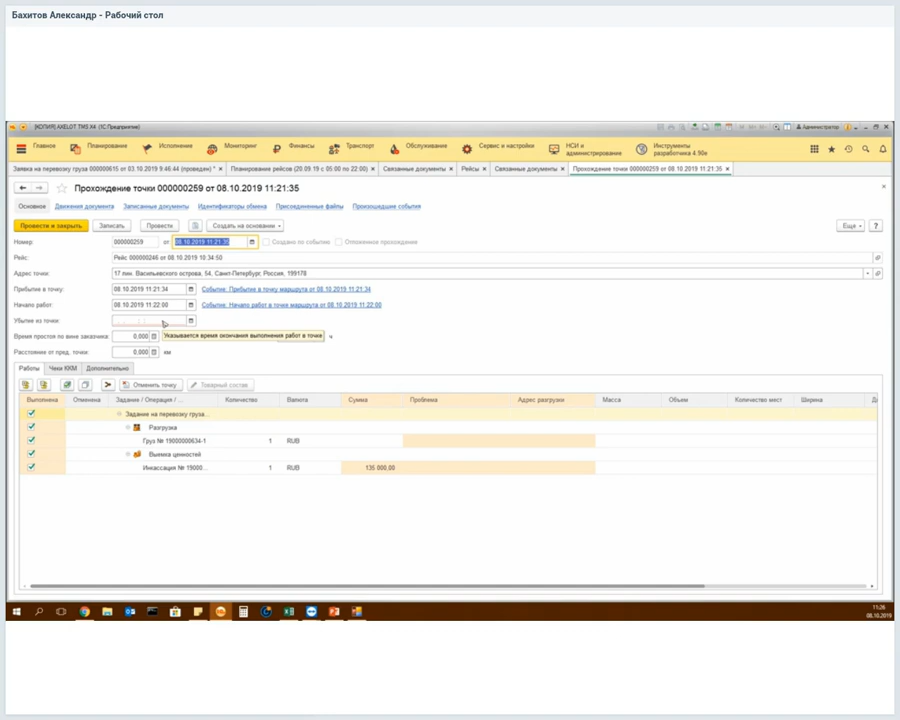 Бахитов Александр - Рабочий стол
[КОПИЯ] AXELOT TMS X4 (1С:Предприятие)
Администратор
Главное Планирование Исполнение Мониторинг Финансы Транспорт Обслуживание Сервис и настройки НСИ и администрирование Инструменты разработчика 4.90e
Заявка на перевозку груза 000000615 от 03.10.2019 9:46:44 (проведен) * × Планирование рейсов (20.09.19 с 05:00 по 22:00) × Связанные документы × Рейсы × Связанные документы × Прохождение точки 000000259 от 08.10.2019 11:21:35 ×
Прохождение точки 000000259 от 08.10.2019 11:21:35
Основное Движения документа Записанные документы Идентификаторы обмена Присоединенные файлы Произошедшие события
Провести и закрыть Записать Провести Создать на основании Еще ?
Номер: 000000259 от: 08.10.2019 11:21:35 Создано по событию Отложенное прохождение
Рейс: Рейс 000000246 от 08.10.2019 10:34:50
Адрес точки: 17 лин. Васильевского острова, 54, Санкт-Петербург, Россия, 199178
Прибытие в точку: 08.10.2019 11:21:34 Событие: Прибытие в точку маршрута от 08.10.2019 11:21:34
Начало работ: 08.10.2019 11:22:00 Событие: Начало работ в точке маршрута от 08.10.2019 11:22:00
Убытие из точки:
Время простоя по вине заказчика: 0,000 Указывается время окончания выполнения работ в точке ч
Расстояние от пред. точки: 0,000 км
Работы Чеки ККМ Дополнительно
Отменить точку Товарный состав
Выполнена Отменена Задание / Операция / ... Количество Валюта Сумма Проблема Адрес разгрузки Масса Объем Количество мест Ширина
Задание на перевозку груза...
Разгрузка
Груз № 19000000634-1 1 RUB
Выемка ценностей
Инкассация № 19000... 1 RUB 135 000,00
11:26
08.10.2019